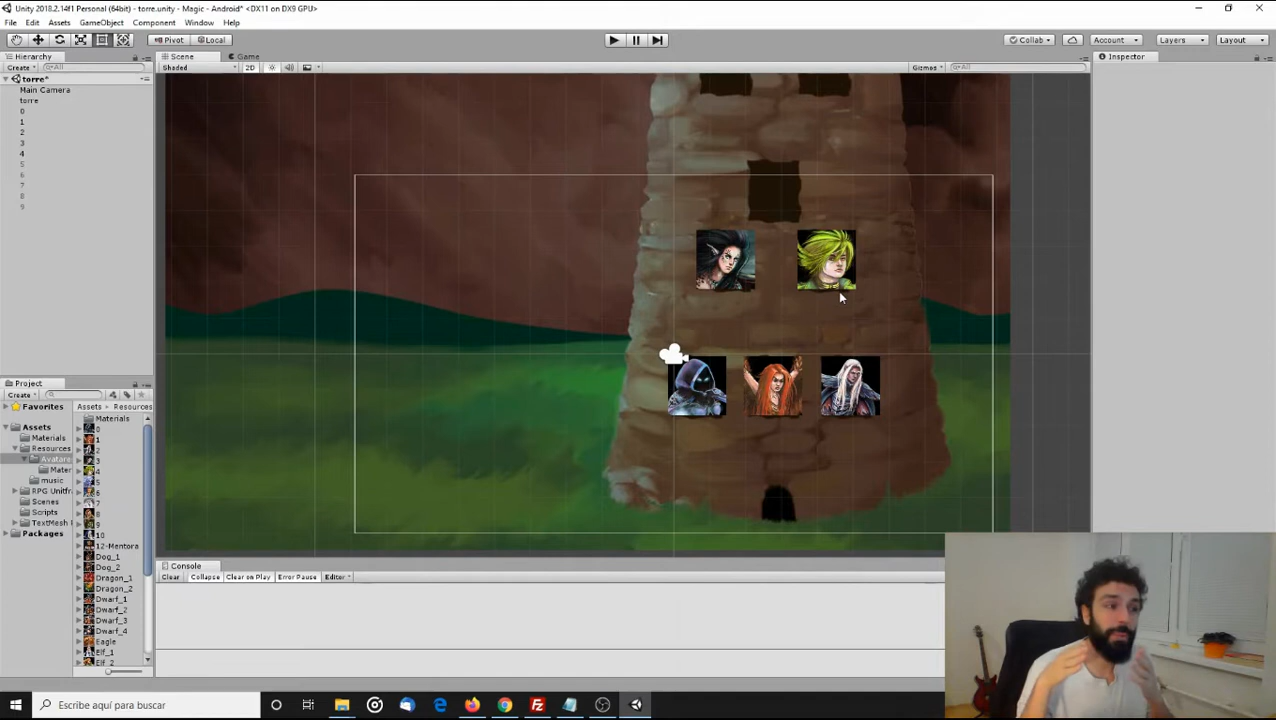 Unity 2018.2.14f1 Personal (64bit) - torre.unity - Magic - Android* <DX11 on DX9 GPU>
File Edit Assets GameObject Component Window Help
Pivot Local Collab Account Layers Layout
Hierarchy Scene Game Inspector
Create All Shaded 2D Gizmos All
torre*
Main Camera
torre
0
1
2
3
4
5
6
7
8
9
Project
Create
Favorites Assets Resources
Materials
Assets 0
Materials 1
Resources 2
Avatars 3
Mater 4
music 5
RPG Unitfr 6
Scenes 7
Scripts 8
TextMesh 9
Packages 10
12-Mentora
Dog_1
Dog_2
Dragon_1
Dragon_2
Dwarf_1
Dwarf_2
Dwarf_3
Dwarf_4
Eagle
Elf_1
Elf_2
Console
Clear Collapse Clear on Play Error Pause Editor
Escribe aquí para buscar